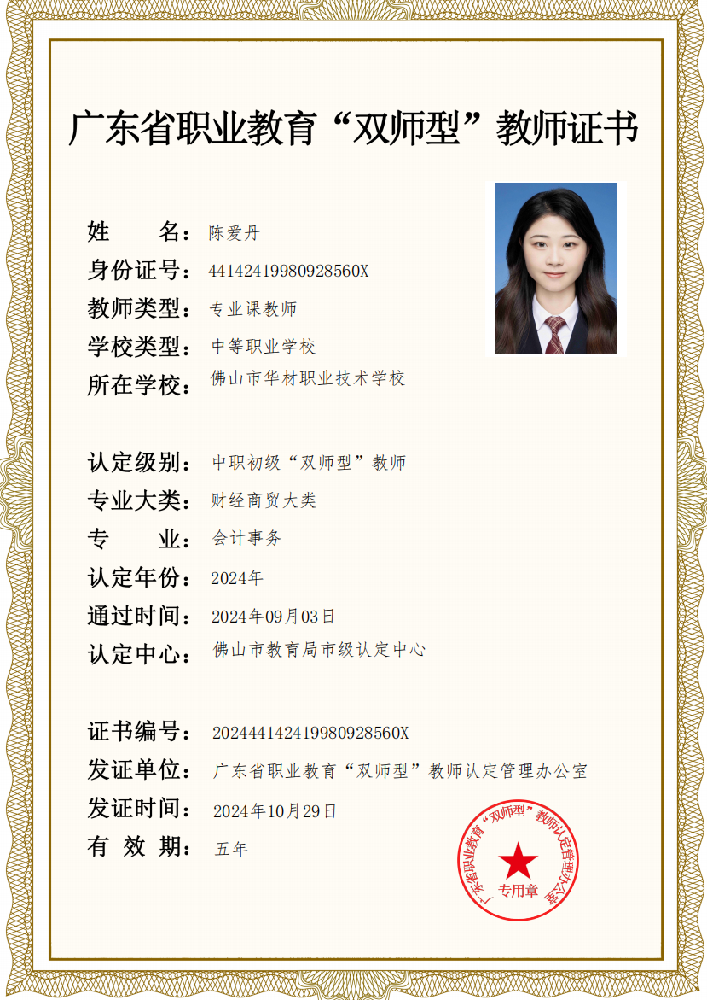 广东省职业教育“双师型”教师证书
姓 名：陈爱丹
身份证号：44142419980928560X
教师类型：专业课教师
学校类型：中等职业学校
所在学校：佛山市华材职业技术学校
认定级别：中职初级“双师型”教师
专业大类：财经商贸大类
专 业：会计事务
认定年份：2024年
通过时间：2024年09月03日
认定中心：佛山市教育局市级认定中心
证书编号：202444142419980928560X
发证单位：广东省职业教育“双师型”教师认定管理办公室
发证时间：2024年10月29日
有 效 期：五年
广东省职业教育“双师型”教师认定管理办公室
专用章